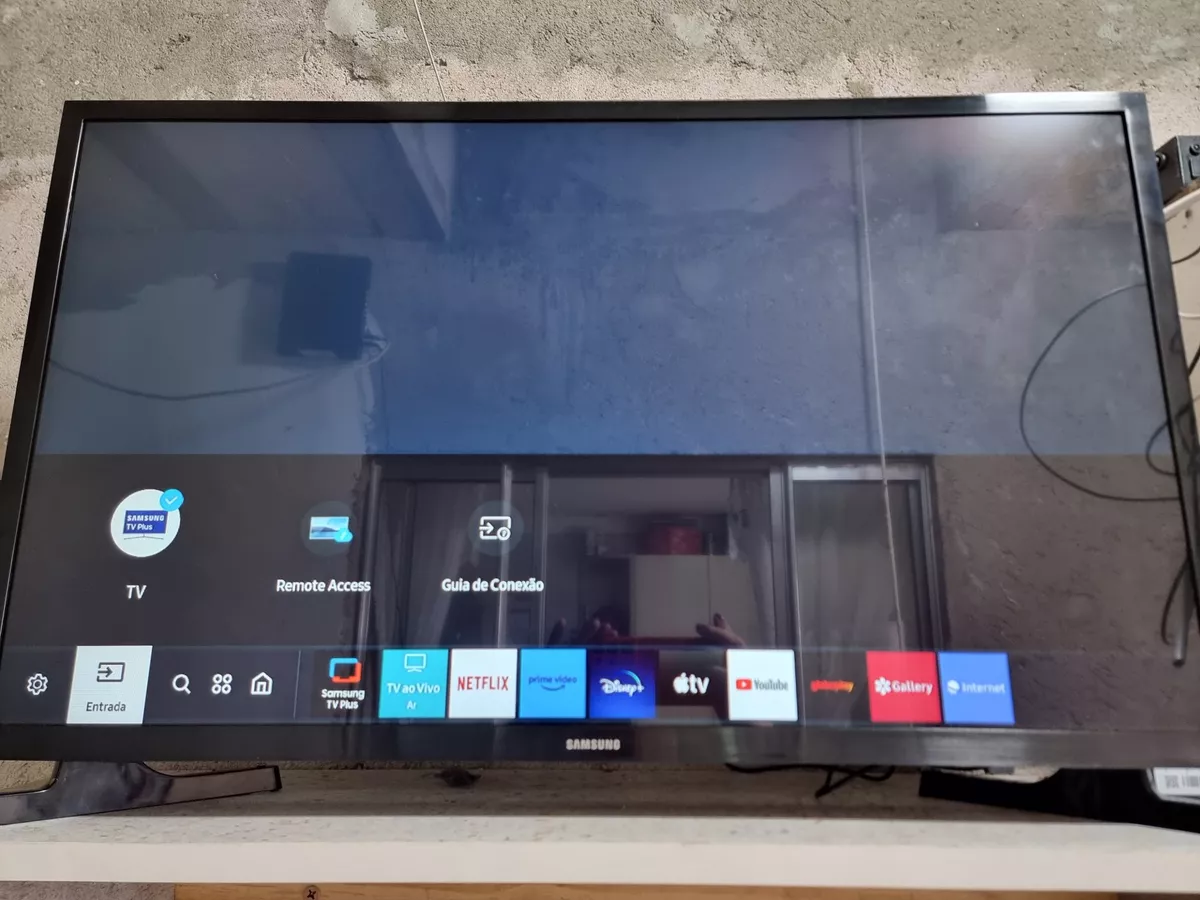 SAMSUNG
TV Plus
TV
Remote Access
Guia de Conexão
Entrada
Samsung
TV Plus
TV ao Vivo
Ar
NETFLIX
prime video
Disney+
tv
YouTube
globoplay
Gallery
Internet
SAMSUNG